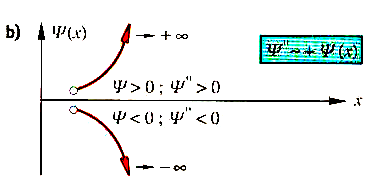 b) Ψ(x) → + ∞
Ψ'' ~ + Ψ(x)
Ψ > 0 ; Ψ'' > 0
x
Ψ < 0 ; Ψ'' < 0
→ − ∞